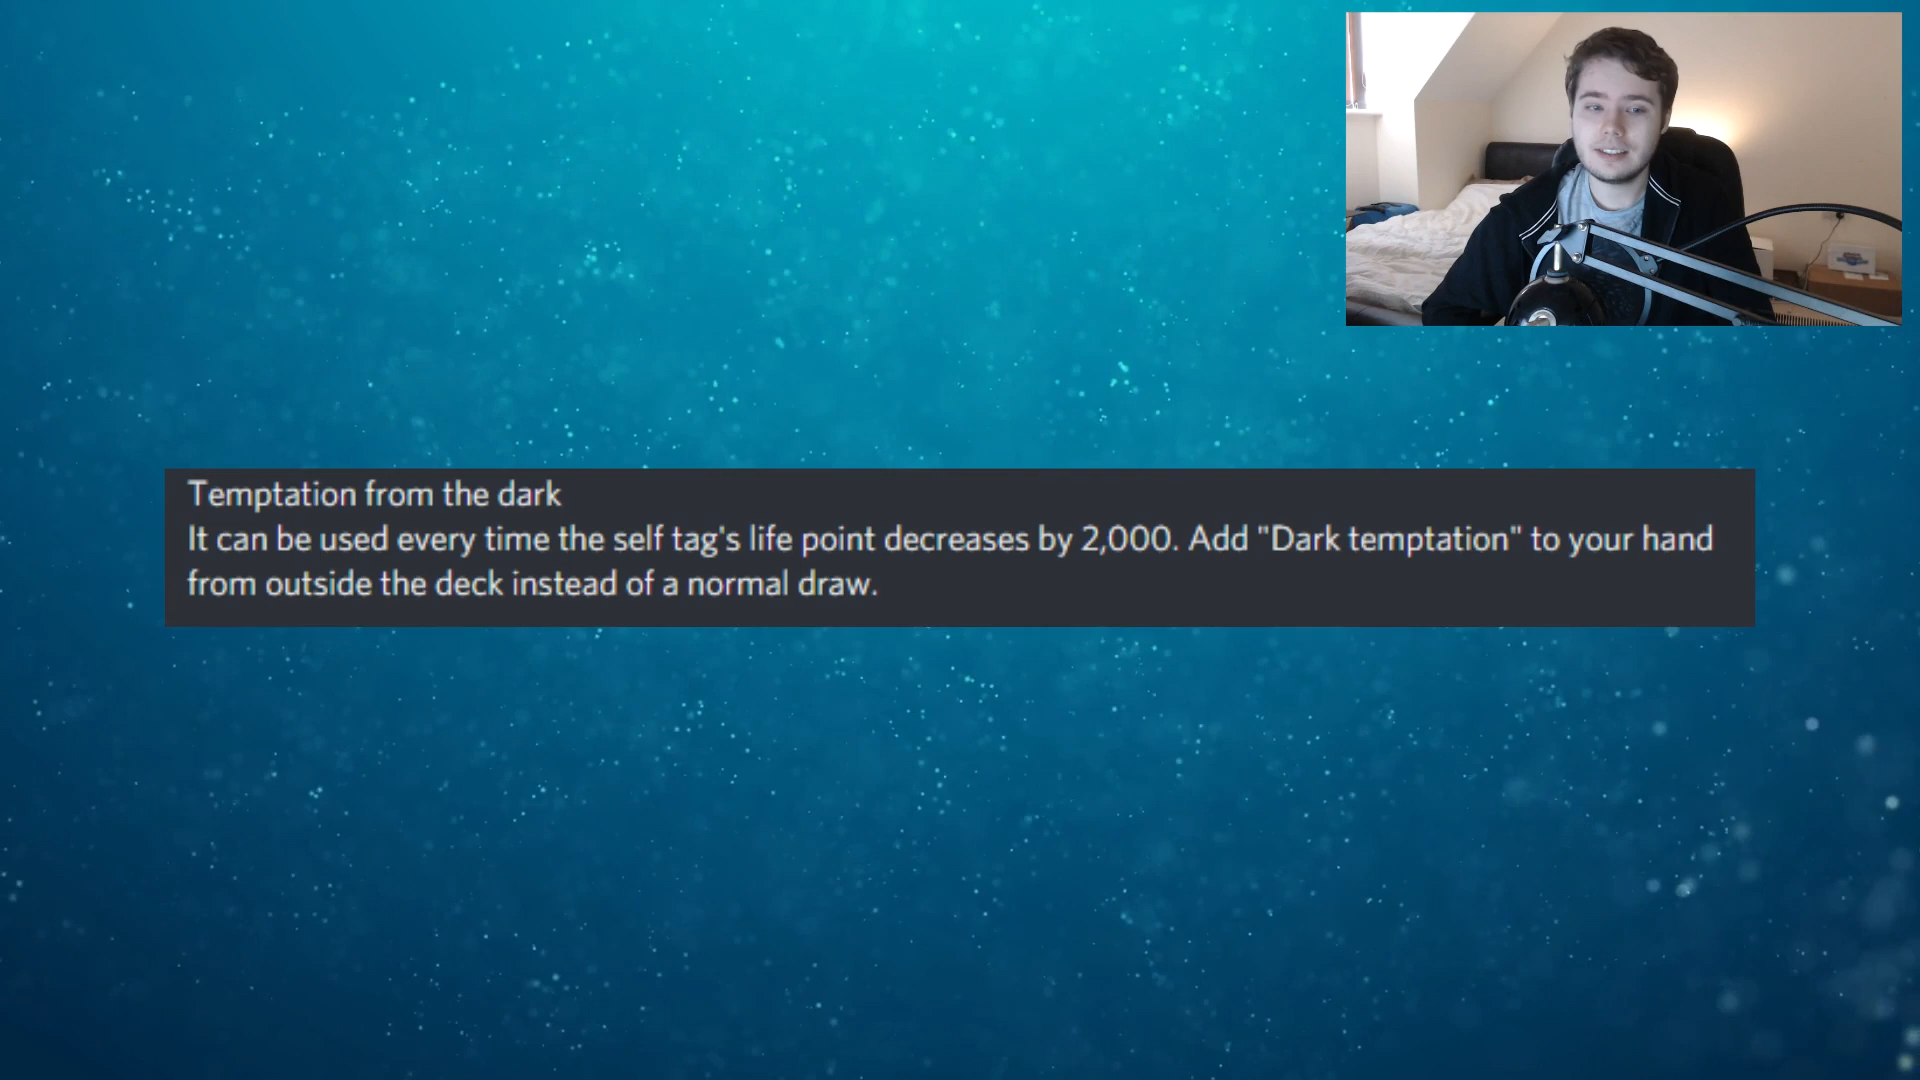 Temptation from the dark
It can be used every time the self tag's life point decreases by 2,000. Add "Dark temptation" to your hand
from outside the deck instead of a normal draw.